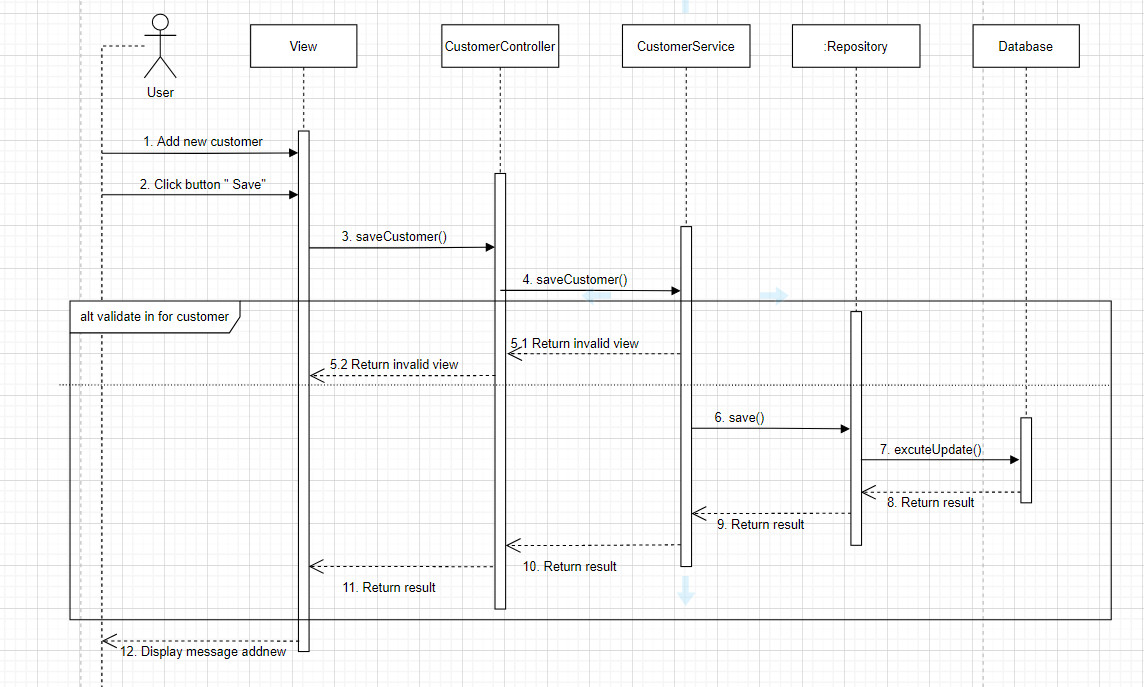 View
CustomerController
CustomerService
:Repository
Database
User
1. Add new customer
2. Click button " Save"
3. saveCustomer()
4. saveCustomer()
alt validate in for customer
5.1 Return invalid view
5.2 Return invalid view
6. save()
7. excuteUpdate()
8. Return result
9. Return result
10. Return result
11. Return result
12. Display message addnew